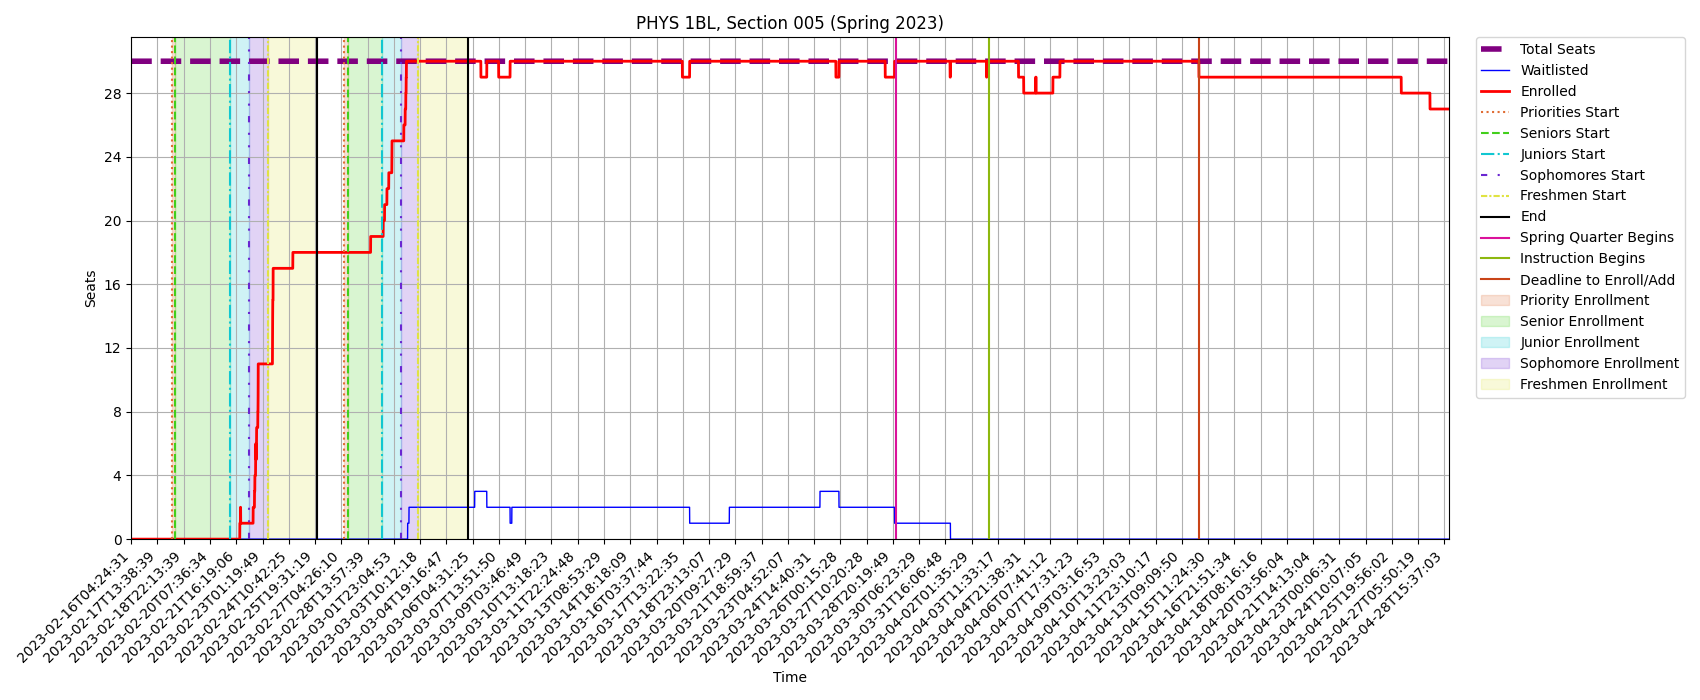 PHYS 1BL, Section 005 (Spring 2023)
Total Seats
Waitlisted
Enrolled
Priorities Start
Seniors Start
Juniors Start
Sophomores Start
Freshmen Start
End
Spring Quarter Begins
Instruction Begins
Deadline to Enroll/Add
Priority Enrollment
Senior Enrollment
Junior Enrollment
Sophomore Enrollment
Freshmen Enrollment
Seats
28
24
20
16
12
8
4
0
2023-02-16T04:24:31
2023-02-17T13:38:39
2023-02-18T22:13:39
2023-02-20T07:36:34
2023-02-21T16:19:06
2023-02-23T01:19:49
2023-02-24T10:42:25
2023-02-25T19:31:19
2023-02-27T04:26:10
2023-02-28T13:57:39
2023-03-01T23:04:53
2023-03-03T10:12:18
2023-03-04T19:16:47
2023-03-06T04:31:25
2023-03-07T13:51:50
2023-03-09T03:46:49
2023-03-10T13:18:23
2023-03-11T22:24:48
2023-03-13T08:53:29
2023-03-14T18:18:09
2023-03-16T03:37:44
2023-03-17T13:22:35
2023-03-18T23:13:07
2023-03-20T09:27:29
2023-03-21T18:59:37
2023-03-23T04:52:07
2023-03-24T14:40:31
2023-03-26T00:15:28
2023-03-27T10:20:28
2023-03-28T20:19:49
2023-03-30T06:23:29
2023-03-31T16:06:48
2023-04-02T01:35:29
2023-04-03T11:33:17
2023-04-04T21:38:31
2023-04-06T07:41:12
2023-04-07T17:31:23
2023-04-09T03:16:53
2023-04-10T13:23:03
2023-04-11T23:10:17
2023-04-13T09:09:50
2023-04-15T11:24:30
2023-04-16T21:51:34
2023-04-18T08:16:16
2023-04-20T03:56:04
2023-04-21T14:13:04
2023-04-23T00:06:31
2023-04-24T10:07:05
2023-04-25T19:56:02
2023-04-27T05:50:19
2023-04-28T15:37:03
Time